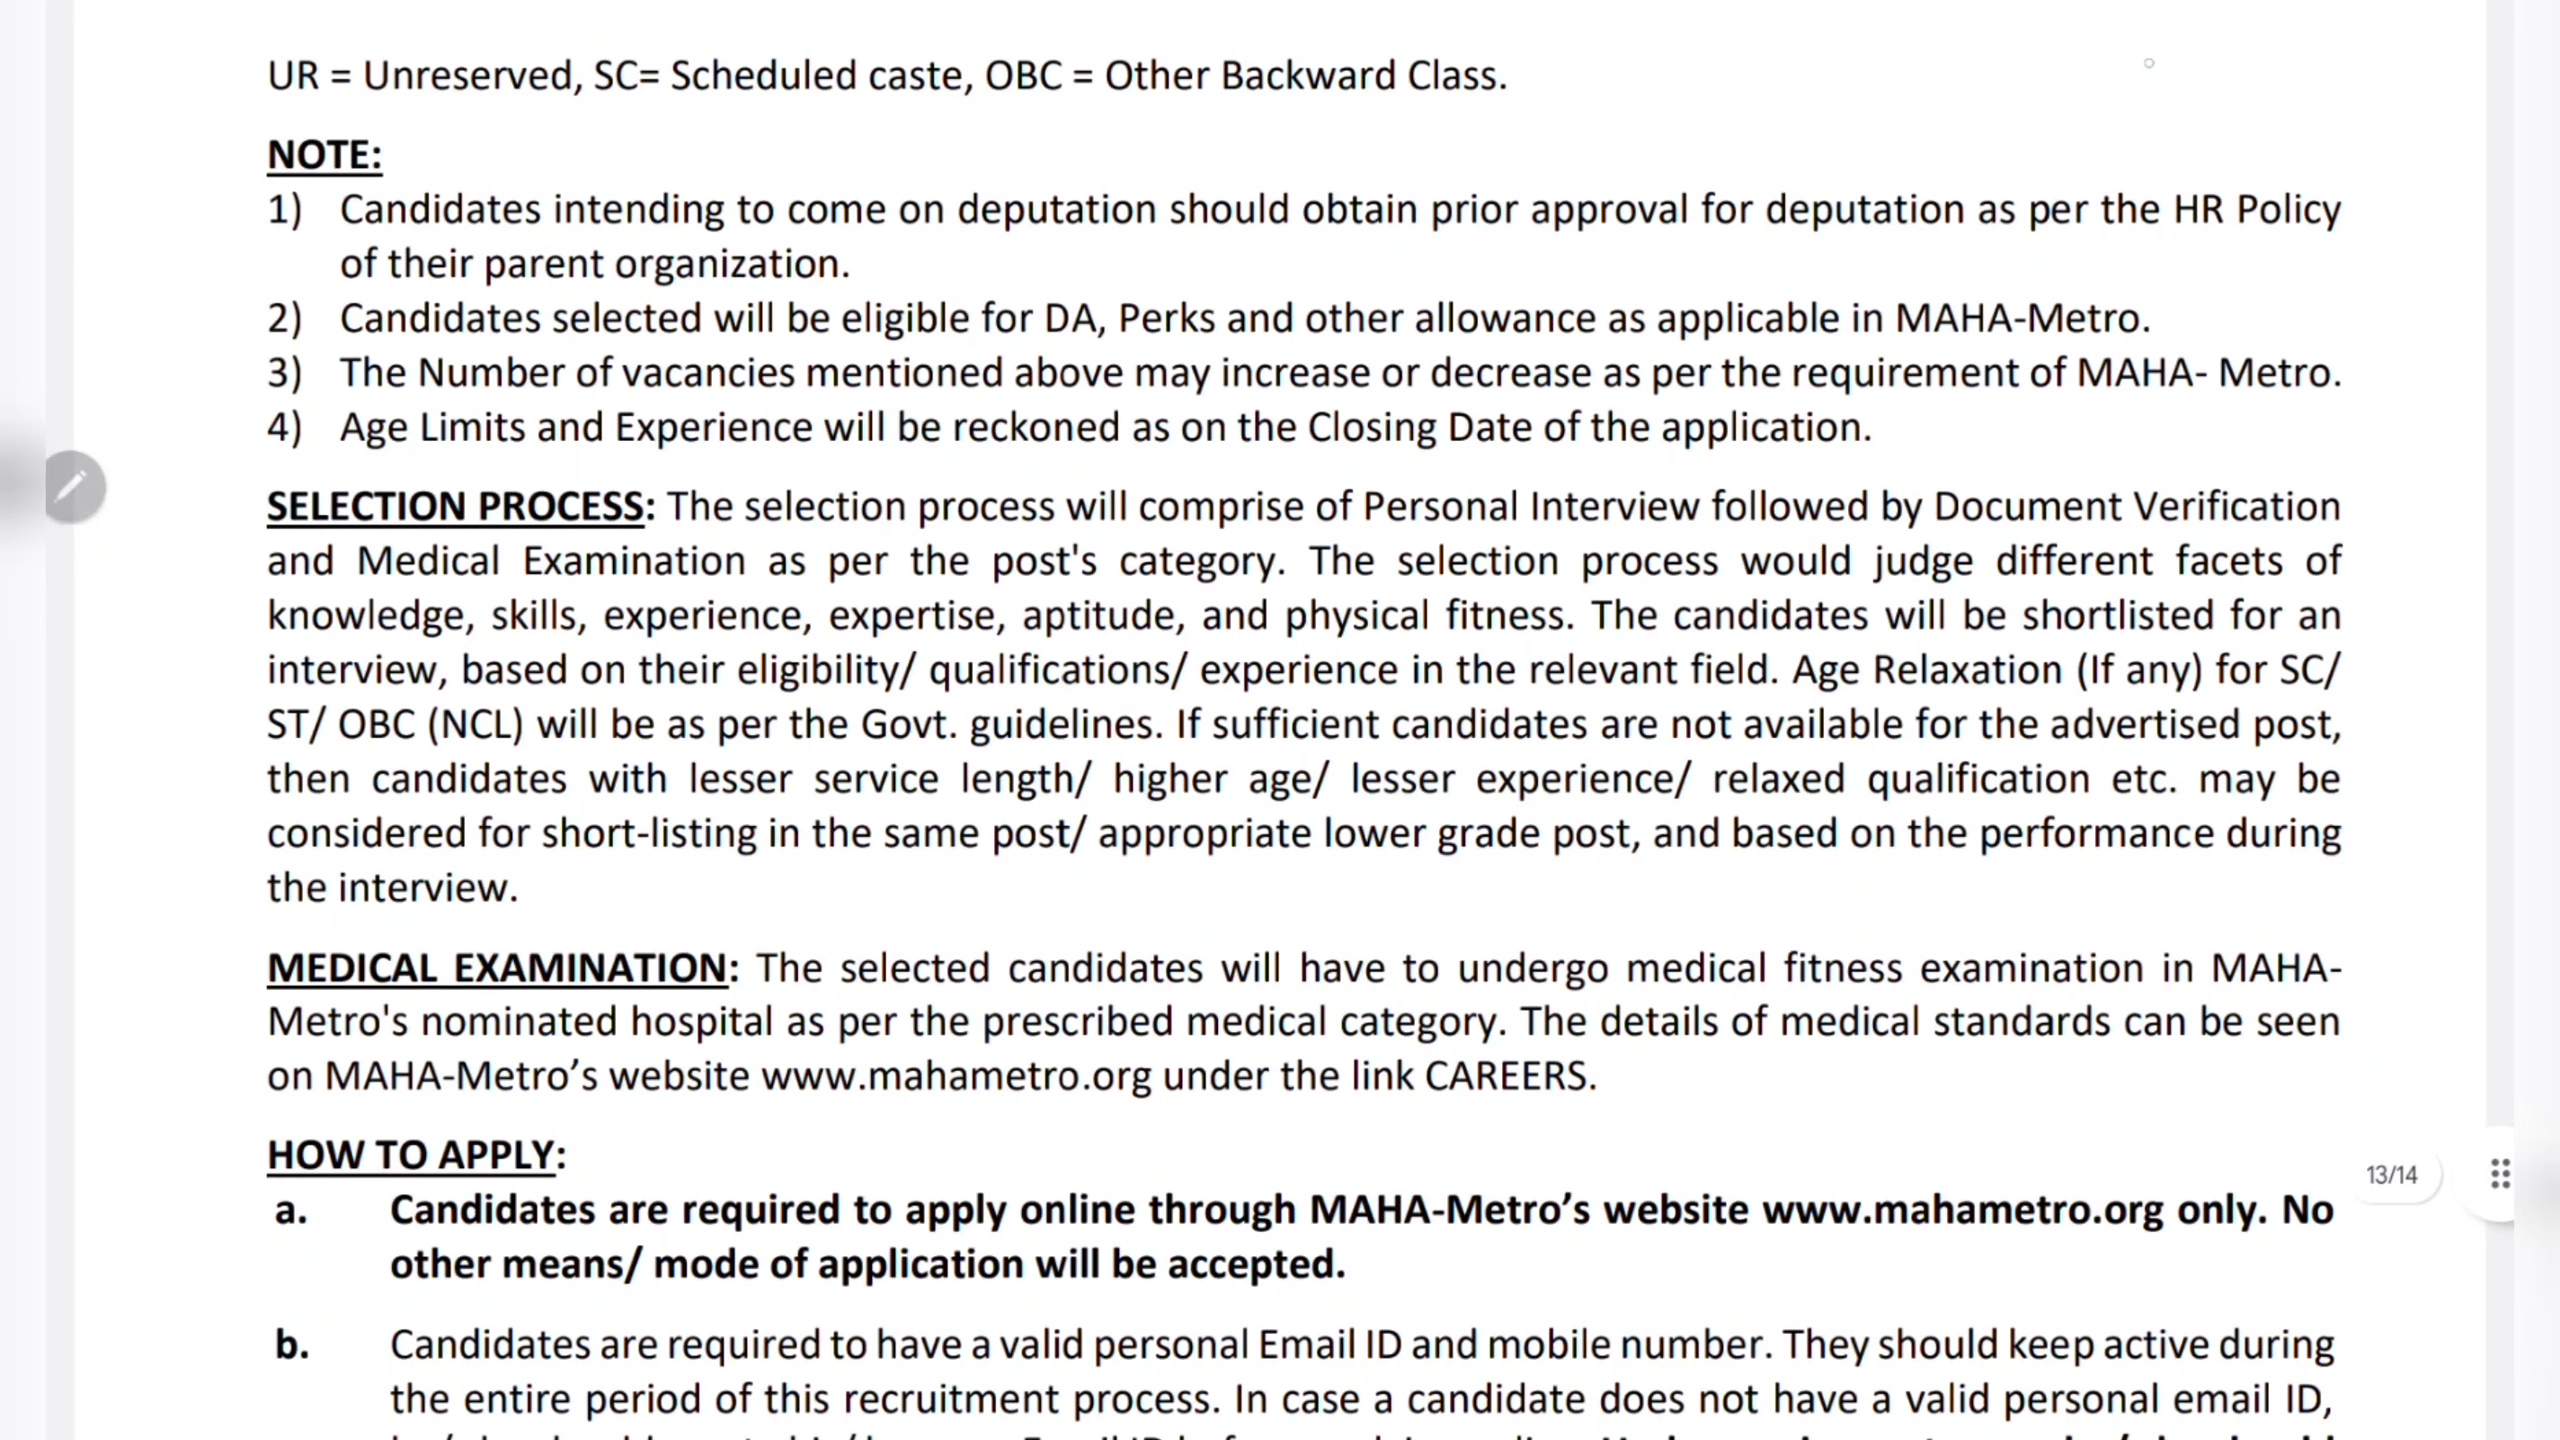 UR = Unreserved, SC= Scheduled caste, OBC = Other Backward Class.
NOTE:
1) Candidates intending to come on deputation should obtain prior approval for deputation as per the HR Policy
of their parent organization.
2) Candidates selected will be eligible for DA, Perks and other allowance as applicable in MAHA-Metro.
3) The Number of vacancies mentioned above may increase or decrease as per the requirement of MAHA- Metro.
4) Age Limits and Experience will be reckoned as on the Closing Date of the application.
SELECTION PROCESS: The selection process will comprise of Personal Interview followed by Document Verification
and Medical Examination as per the post's category. The selection process would judge different facets of
knowledge, skills, experience, expertise, aptitude, and physical fitness. The candidates will be shortlisted for an
interview, based on their eligibility/ qualifications/ experience in the relevant field. Age Relaxation (If any) for SC/
ST/ OBC (NCL) will be as per the Govt. guidelines. If sufficient candidates are not available for the advertised post,
then candidates with lesser service length/ higher age/ lesser experience/ relaxed qualification etc. may be
considered for short-listing in the same post/ appropriate lower grade post, and based on the performance during
the interview.
MEDICAL EXAMINATION: The selected candidates will have to undergo medical fitness examination in MAHA-
Metro's nominated hospital as per the prescribed medical category. The details of medical standards can be seen
on MAHA-Metro’s website www.mahametro.org under the link CAREERS.
HOW TO APPLY:
13/14
a. Candidates are required to apply online through MAHA-Metro’s website www.mahametro.org only. No
other means/ mode of application will be accepted.
b. Candidates are required to have a valid personal Email ID and mobile number. They should keep active during
the entire period of this recruitment process. In case a candidate does not have a valid personal email ID,